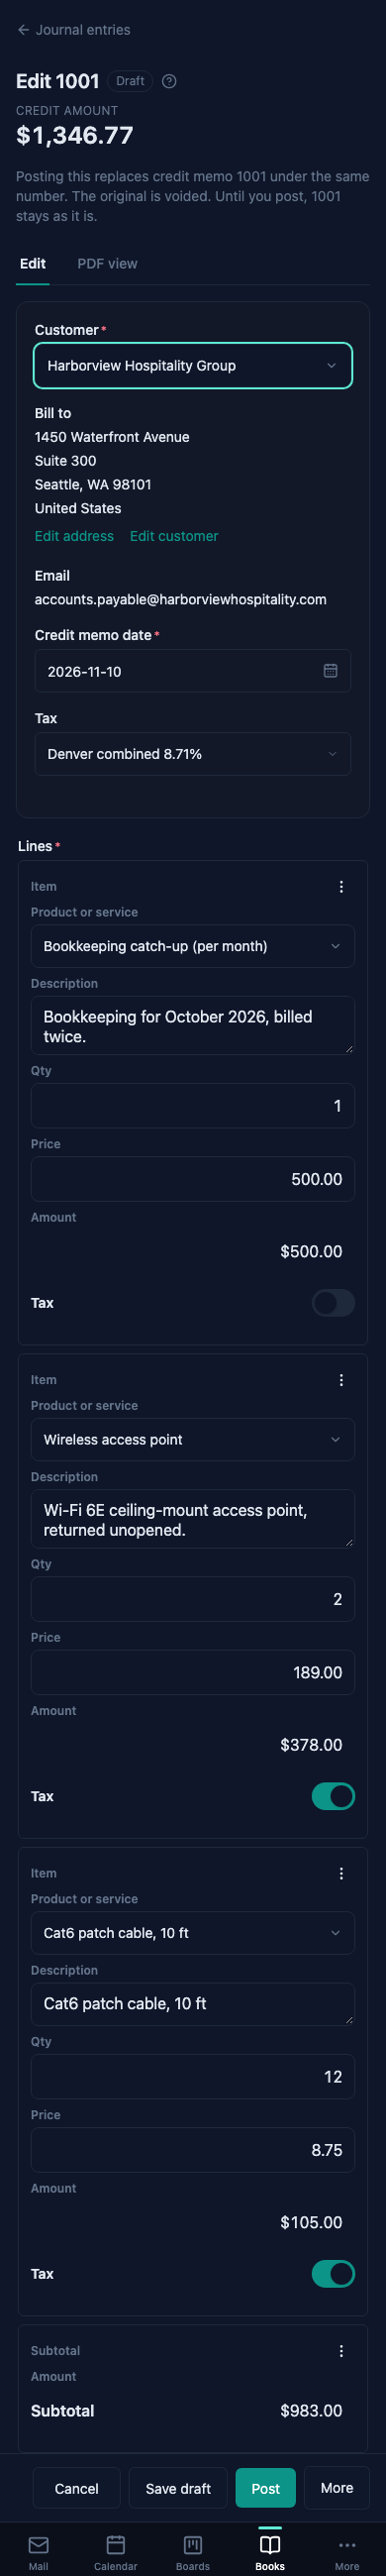 Journal entries
Edit 1001 Draft
CREDIT AMOUNT
$1,346.77
Posting this replaces credit memo 1001 under the same
number. The original is voided. Until you post, 1001
stays as it is.
Edit PDF view
Customer*
Harborview Hospitality Group
Bill to
1450 Waterfront Avenue
Suite 300
Seattle, WA 98101
United States
Edit address Edit customer
Email
accounts.payable@harborviewhospitality.com
Credit memo date*
2026-11-10
Tax
Denver combined 8.71%
Lines*
Item
Product or service
Bookkeeping catch-up (per month)
Description
Bookkeeping for October 2026, billed
twice.
Qty
1
Price
500.00
Amount
$500.00
Tax
Item
Product or service
Wireless access point
Description
Wi-Fi 6E ceiling-mount access point,
returned unopened.
Qty
2
Price
189.00
Amount
$378.00
Tax
Item
Product or service
Cat6 patch cable, 10 ft
Description
Cat6 patch cable, 10 ft
Qty
12
Price
8.75
Amount
$105.00
Tax
Subtotal
Amount
Subtotal $983.00
Cancel Save draft Post More
Mail Calendar Boards Books More